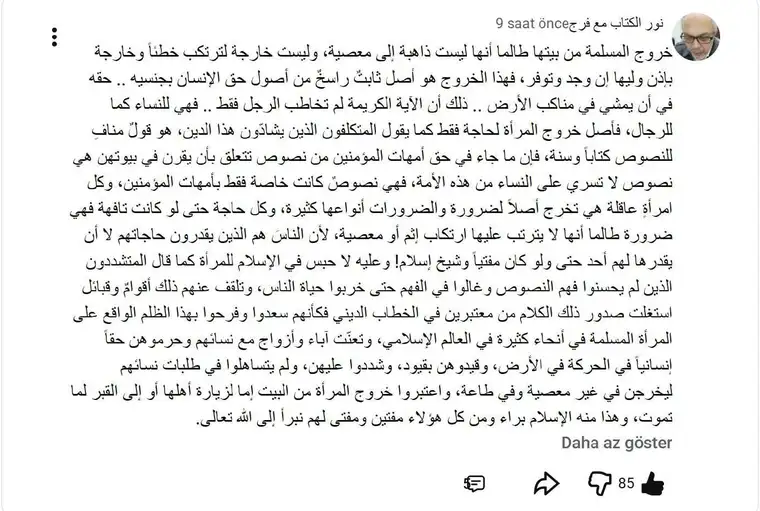 نور الكتاب مع فرج9 saat önce
خروج المسلمة من بيتها طالما أنها ليست ذاهبة إلى معصية، وليست خارجة لترتكب خطئاً وخارجة
بإذن وليها إن وجد وتوفر، فهذا الخروج هو أصل ثابتٌ راسخٌ من أصول حق الإنسان بجنسيه .. حقه
في أن يمشي في مناكب الأرض .. ذلك أن الآية الكريمة لم تخاطب الرجل فقط .. فهي للنساء كما
للرجال، فأصل خروج المرأة لحاجة فقط كما يقول المتكلفون الذين يشادّون هذا الدين، هو قولٌ منافٍ
للنصوص كتاباً وسنة، فإن ما جاء في حق أمهات المؤمنين من نصوص تتعلق بأن يقرن في بيوتهن هي
نصوص لا تسري على النساء من هذه الأمة، فهي نصوصٌ كانت خاصة فقط بأمهات المؤمنين، وكل
امرأةٍ عاقلة هي تخرج أصلاً لضرورة والضرورات أنواعها كثيرة، وكل حاجة حتى لو كانت تافهة فهي
ضرورة طالما أنها لا يترتب عليها ارتكاب إثم أو معصية، لأن الناسَ هم الذين يقدرون حاجاتهم لا أن
يقدرها لهم أحد حتى ولو كان مفتياً وشيخ إسلام! وعليه لا حبس في الإسلام للمرأة كما قال المتشددون
الذين لم يحسنوا فهم النصوص وغالوا في الفهم حتى خربوا حياة الناس، وتلقف عنهم ذلك أقوامٌ وقبائل
استغلت صدور ذلك الكلام من معتبرين في الخطاب الديني فكأنهم سعدوا وفرحوا بهذا الظلم الواقع على
المرأة المسلمة في أنحاء كثيرة في العالم الإسلامي، وتعنّت آباء وأزواج مع نسائهم وحرموهن حقاً
إنسانياً في الحركة في الأرض، وقيدوهن بقيود، وشددوا عليهن، ولم يتساهلوا في طلبات نسائهم
ليخرجن في غير معصية وفي طاعة، واعتبروا خروج المرأة من البيت إما لزيارة أهلها أو إلى القبر لما
تموت، وهذا منه الإسلام براء ومن كل هؤلاء مفتين ومفتى لهم نبرأ إلى الله تعالى.
Daha az göster
85